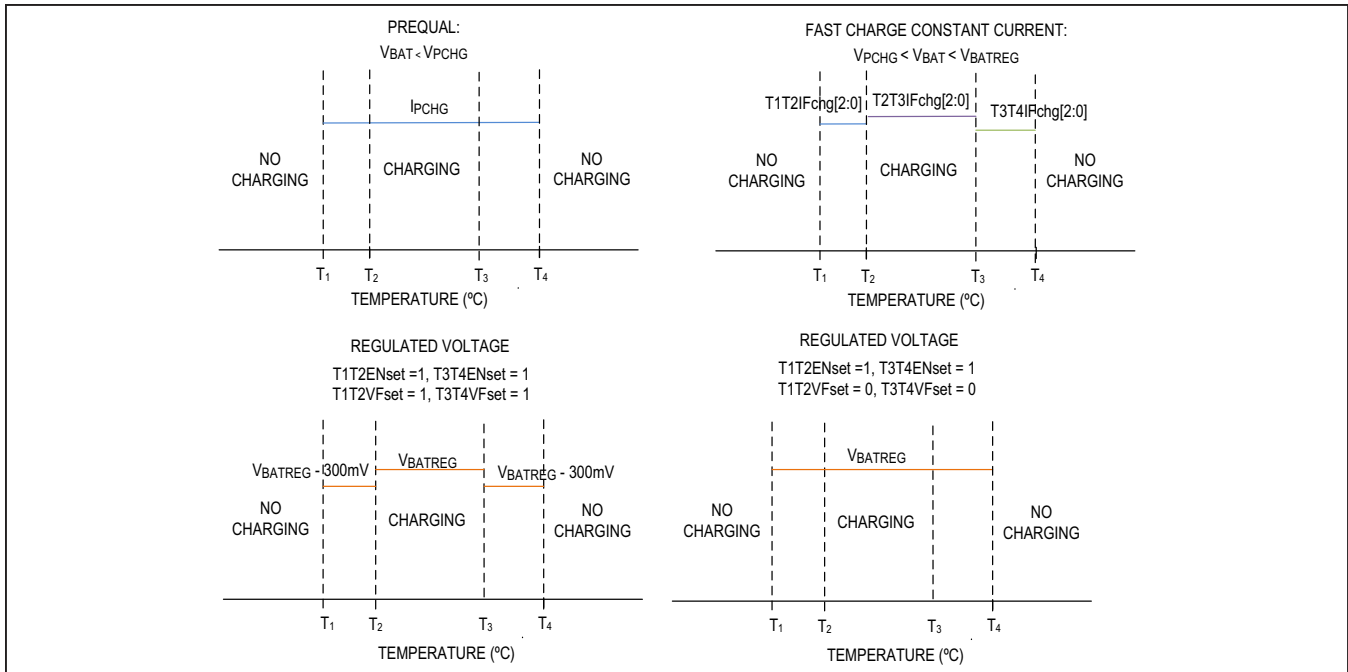 PREQUAL:
VBAT < VPCHG
IPCHG
NO
CHARGING
CHARGING
NO
CHARGING
T1
T2
T3
T4
TEMPERATURE (ºC)
FAST CHARGE CONSTANT CURRENT:
VPCHG < VBAT < VBATREG
T1T2IFchg[2:0]
T2T3IFchg[2:0]
T3T4IFchg[2:0]
NO
CHARGING
CHARGING
NO
CHARGING
T1
T2
T3
T4
TEMPERATURE (ºC)
REGULATED VOLTAGE
T1T2ENset =1, T3T4ENset = 1
T1T2VFset = 1, T3T4VFset = 1
VBATREG - 300mV
VBATREG
VBATREG - 300mV
NO
CHARGING
CHARGING
NO
CHARGING
T1
T2
T3
T4
TEMPERATURE (ºC)
REGULATED VOLTAGE
T1T2ENset =1, T3T4ENset = 1
T1T2VFset = 0, T3T4VFset = 0
VBATREG
NO
CHARGING
CHARGING
NO
CHARGING
T1
T2
T3
T4
TEMPERATURE (ºC)